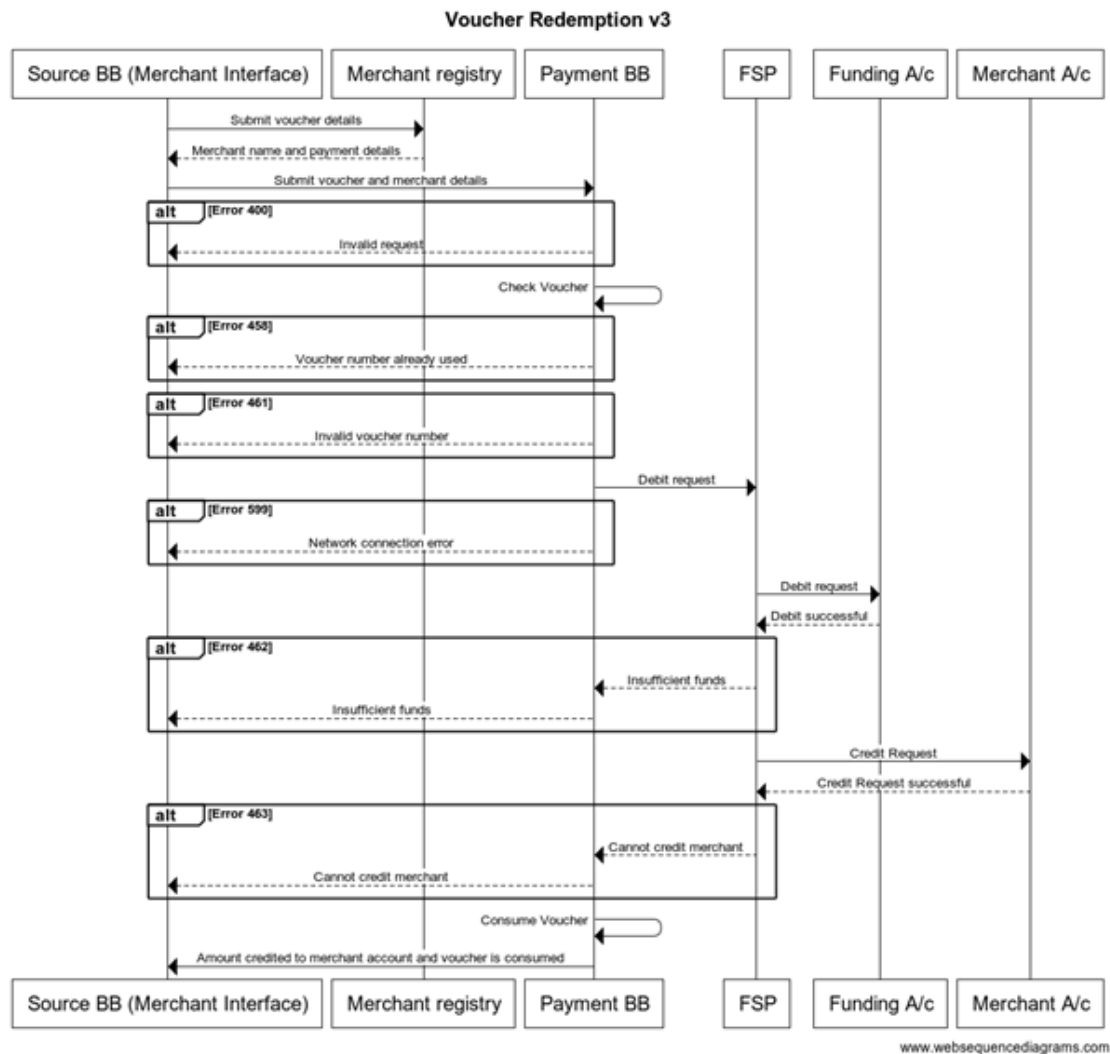 Voucher Redemption v3
Source BB (Merchant Interface) Merchant registry Payment BB FSP Funding A/c Merchant A/c
Submit voucher details
Merchant name and payment details
Submit voucher and merchant details
alt [Error 400]
Invalid request
Check Voucher
alt [Error 458]
Voucher number already used
alt [Error 461]
Invalid voucher number
Debit request
alt [Error 599]
Network connection error
Debit request
Debit successful
alt [Error 462]
Insufficient funds
Insufficient funds
Credit Request
Credit Request successful
alt [Error 463]
Cannot credit merchant
Cannot credit merchant
Consume Voucher
Amount credited to merchant account and voucher is consumed
Source BB (Merchant Interface) Merchant registry Payment BB FSP Funding A/c Merchant A/c
www.websequencediagrams.com